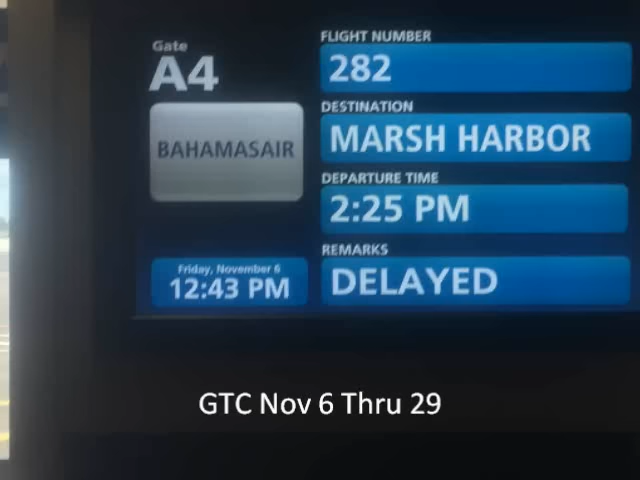 Gate
A4
BAHAMASAIR
Friday, November 6
12:43 PM
FLIGHT NUMBER
282
DESTINATION
MARSH HARBOR
DEPARTURE TIME
2:25 PM
REMARKS
DELAYED
GTC Nov 6 Thru 29